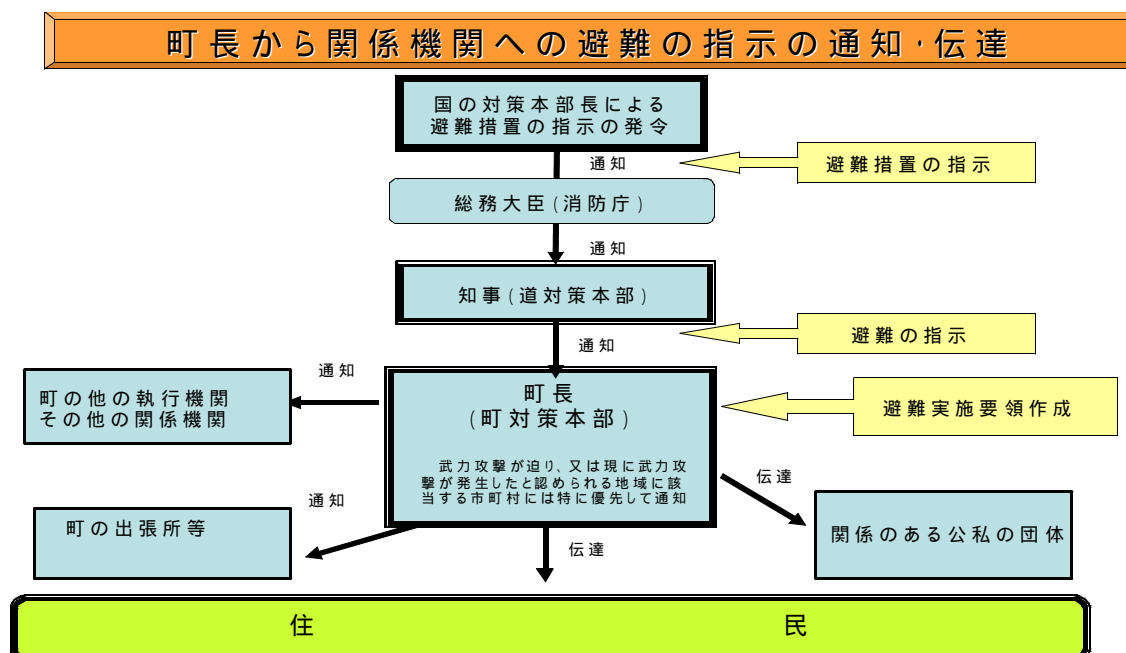 町長から関係機関への避難の指示の通知・伝達
国の対策本部長による
避難措置の指示の発令
通知
避難措置の指示
総務大臣(消防庁)
通知
知事(道対策本部)
通知
避難の指示
町の他の執行機関
その他の関係機関
通知
町長
(町対策本部)
武力攻撃が迫り、又は現に武力攻
撃が発生したと認められる地域に該
当する市町村には特に優先して通知
避難実施要領作成
町の出張所等
通知
伝達
伝達
関係のある公私の団体
住民